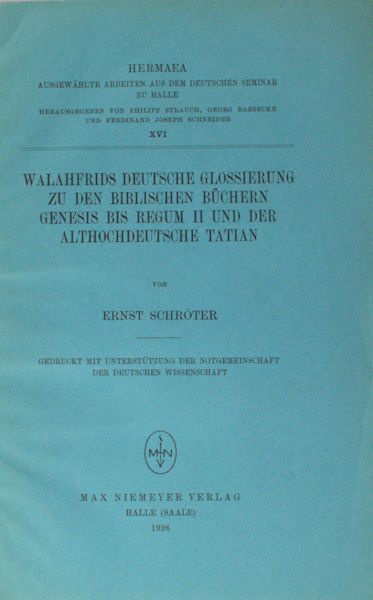 HERMAEA
AUSGEWÄHLTE ARBEITEN AUS DEM DEUTSCHEN SEMINAR
ZU HALLE
HERAUSGEGEBEN VON PHILIPP STRAUCH, GEORG BAESECKE
UND FERDINAND JOSEPH SCHNEIDER
XVI
WALAHFRIDS DEUTSCHE GLOSSIERUNG
ZU DEN BIBLISCHEN BÜCHERN
GENESIS BIS REGUM II UND DER
ALTHOCHDEUTSCHE TATIAN
VON
ERNST SCHRÖTER
GEDRUCKT MIT UNTERSTÜTZUNG DER NOTGEMEINSCHAFT
DER DEUTSCHEN WISSENSCHAFT
MN
MAX NIEMEYER VERLAG
HALLE (SAALE)
1926